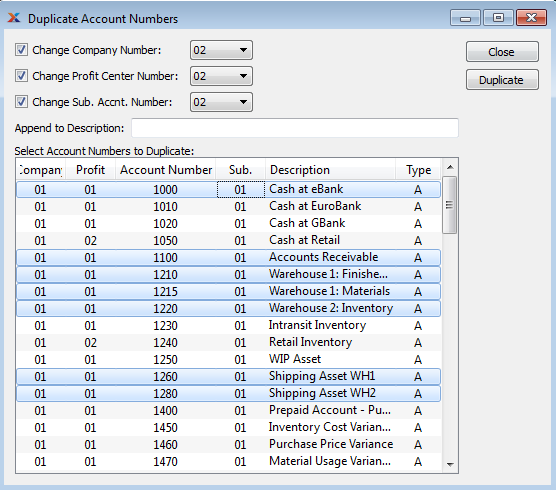 Duplicate Account Numbers
Change Company Number: 02
Close
Change Profit Center Number: 02
Duplicate
Change Sub. Accnt. Number: 02
Append to Description:
Select Account Numbers to Duplicate:
Company Profit Account Number Sub. Description Type
01 01 1000 01 Cash at eBank A
01 01 1010 01 Cash at EuroBank A
01 01 1020 01 Cash at GBank A
01 02 1050 01 Cash at Retail A
01 01 1100 01 Accounts Receivable A
01 01 1210 01 Warehouse 1: Finishe... A
01 01 1215 01 Warehouse 1: Materials A
01 01 1220 01 Warehouse 2: Inventory A
01 01 1230 01 Intransit Inventory A
01 02 1240 01 Retail Inventory A
01 01 1250 01 WIP Asset A
01 01 1260 01 Shipping Asset WH1 A
01 01 1280 01 Shipping Asset WH2 A
01 01 1400 01 Prepaid Account - Pu... A
01 01 1450 01 Inventory Cost Varian... A
01 01 1460 01 Purchase Price Variance A
01 01 1470 01 Material Usage Varian... A